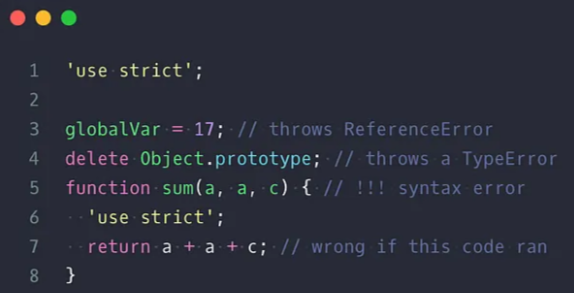 1 'use strict';
2
3 globalVar = 17; // throws ReferenceError
4 delete Object.prototype; // throws a TypeError
5 function sum(a, a, c) { // !!! syntax error
6   'use strict';
7   return a + a + c; // wrong if this code ran
8 }